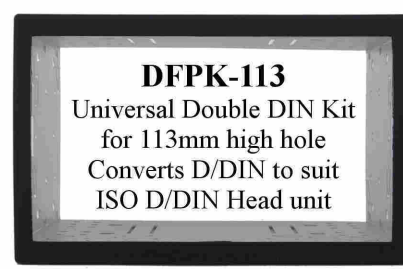 DFPK-113
Universal Double DIN Kit
for 113mm high hole
Converts D/DIN to suit
ISO D/DIN Head unit